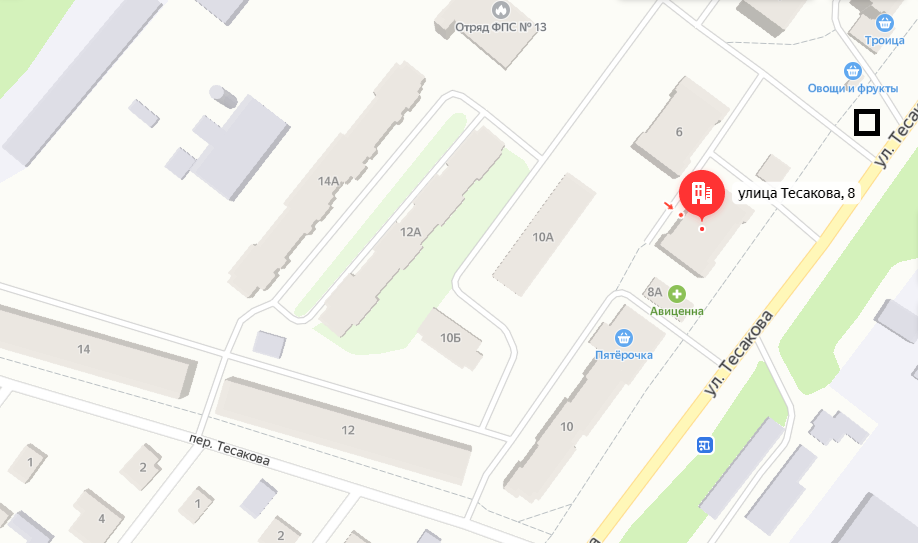 Отряд ФПС № 13
Троица
Овощи и фрукты
ул. Теса
6
14А
улица Тесакова, 8
12А
10А
8А
Авиценна
10Б
Пятёрочка
ул. Тесакова
14
12
10
пер. Тесакова
1
2
1
4
2